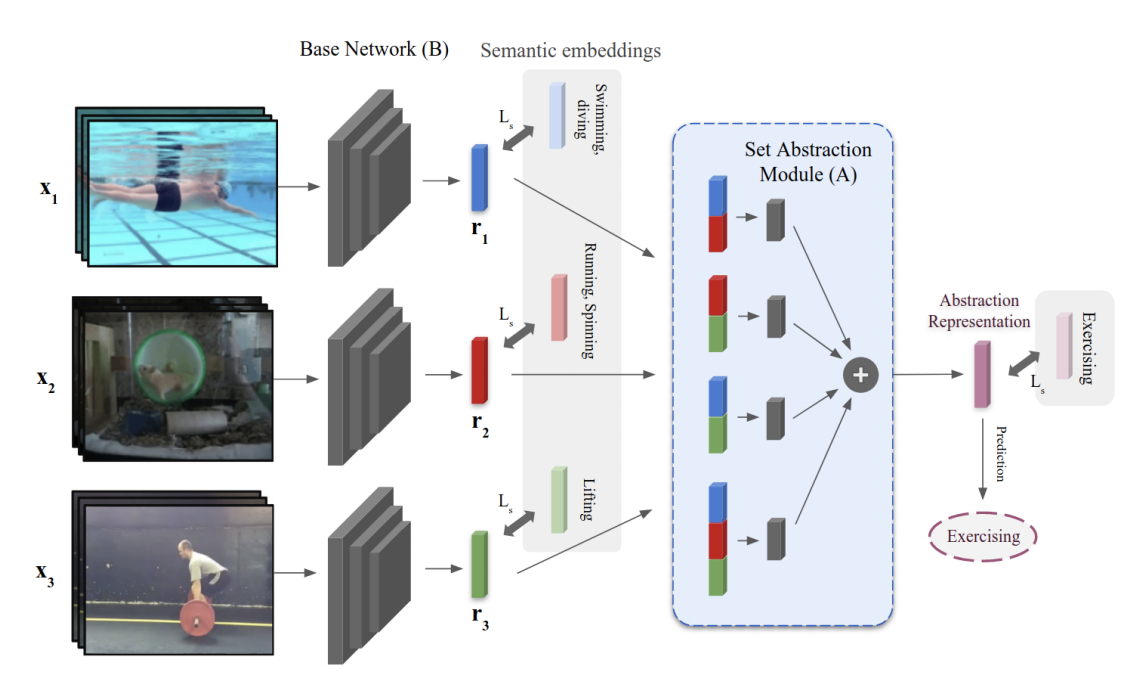 Base Network (B)
Semantic embeddings
x1
r1
Ls
Swimming,
diving
x2
r2
Ls
Running, Spinning
x3
r3
Ls
Lifting
Set Abstraction
Module (A)
+
Abstraction
Representation
Ls
Exercising
Prediction
Exercising